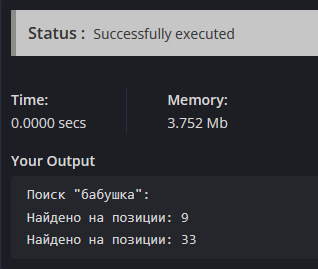 Status : Successfully executed
Time: Memory:
0.0000 secs 3.752 Mb
Your Output
Поиск "бабушка":
Найдено на позиции: 9
Найдено на позиции: 33